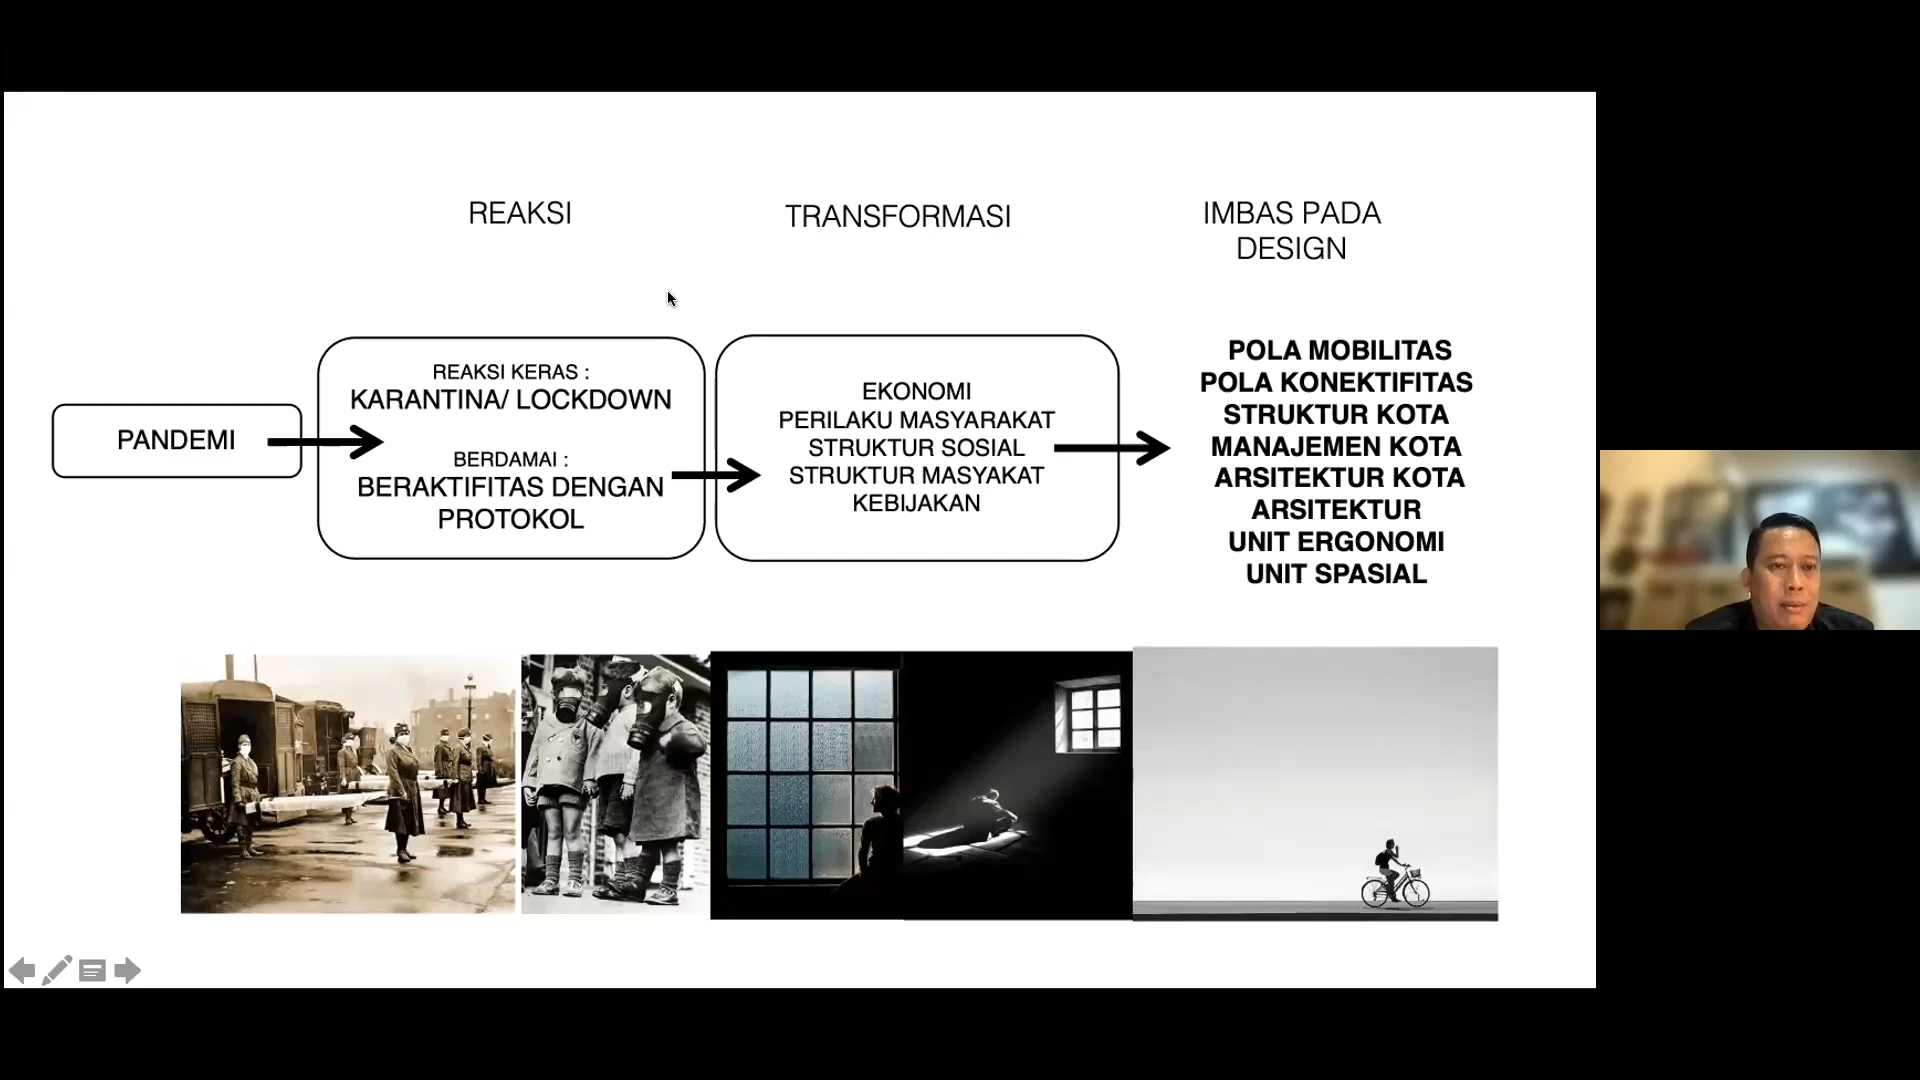 REAKSI
TRANSFORMASI
IMBAS PADA
DESIGN
PANDEMI
REAKSI KERAS :
KARANTINA/ LOCKDOWN
BERDAMAI :
BERAKTIFITAS DENGAN
PROTOKOL
EKONOMI
PERILAKU MASYARAKAT
STRUKTUR SOSIAL
STRUKTUR MASYAKAT
KEBIJAKAN
POLA MOBILITAS
POLA KONEKTIFITAS
STRUKTUR KOTA
MANAJEMEN KOTA
ARSITEKTUR KOTA
ARSITEKTUR
UNIT ERGONOMI
UNIT SPASIAL